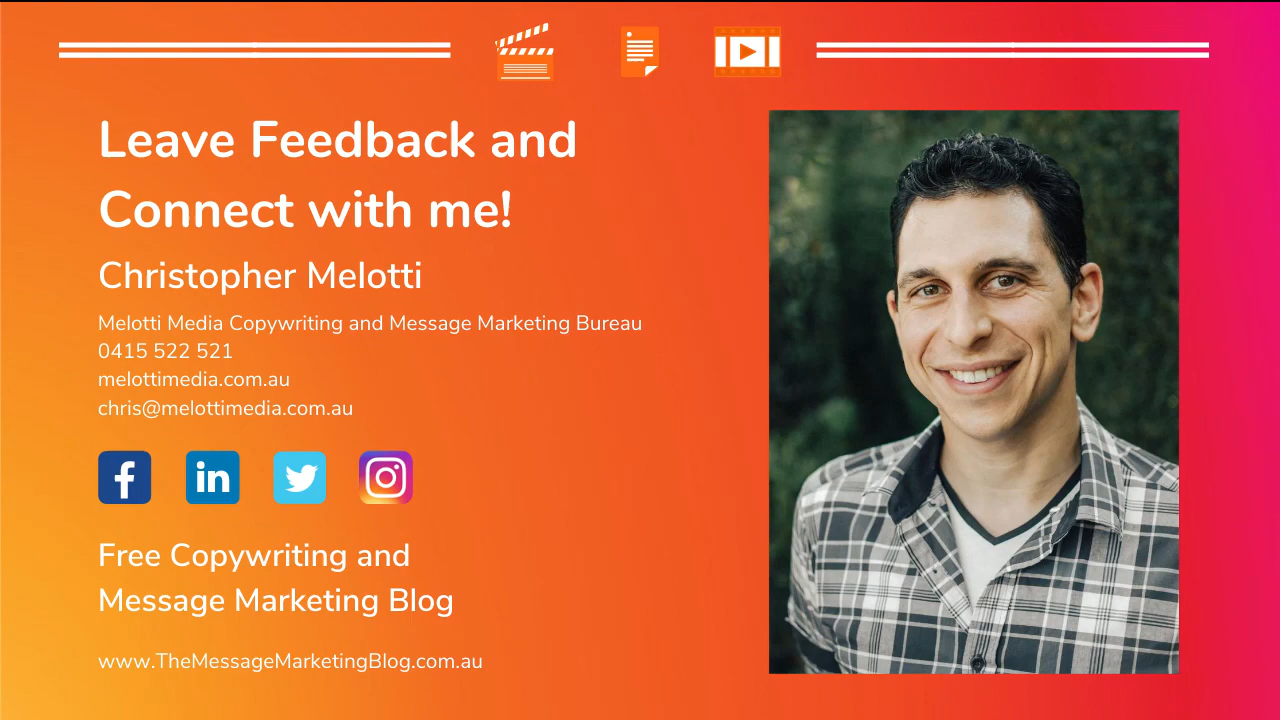 Leave Feedback and
Connect with me!
Christopher Melotti
Melotti Media Copywriting and Message Marketing Bureau
0415 522 521
melottimedia.com.au
chris@melottimedia.com.au
Free Copywriting and
Message Marketing Blog
www.TheMessageMarketingBlog.com.au